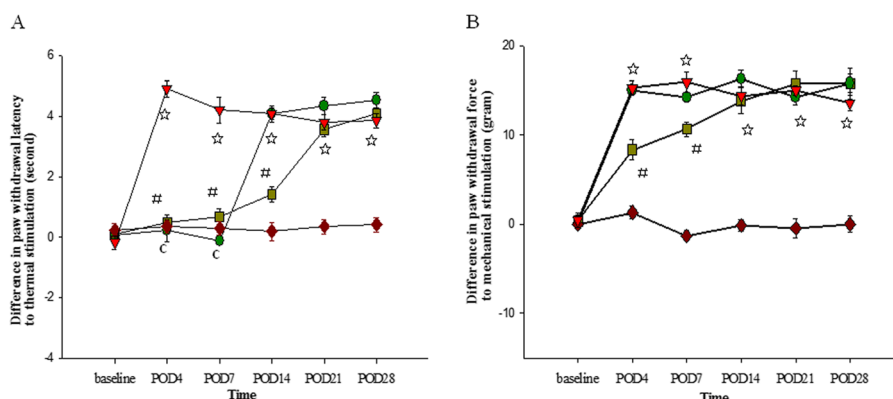 A
Difference in paw withdrawal latency
to thermal stimulation (second)
6
4
2
0
-2
-4
#
#
#
C
C
baseline POD4 POD7 POD14 POD21 POD28
Time
B
Difference in paw withdrawal force
to mechanical stimulation (gram)
20
10
0
-10
#
#
baseline POD4 POD7 POD14 POD21 POD28
Time